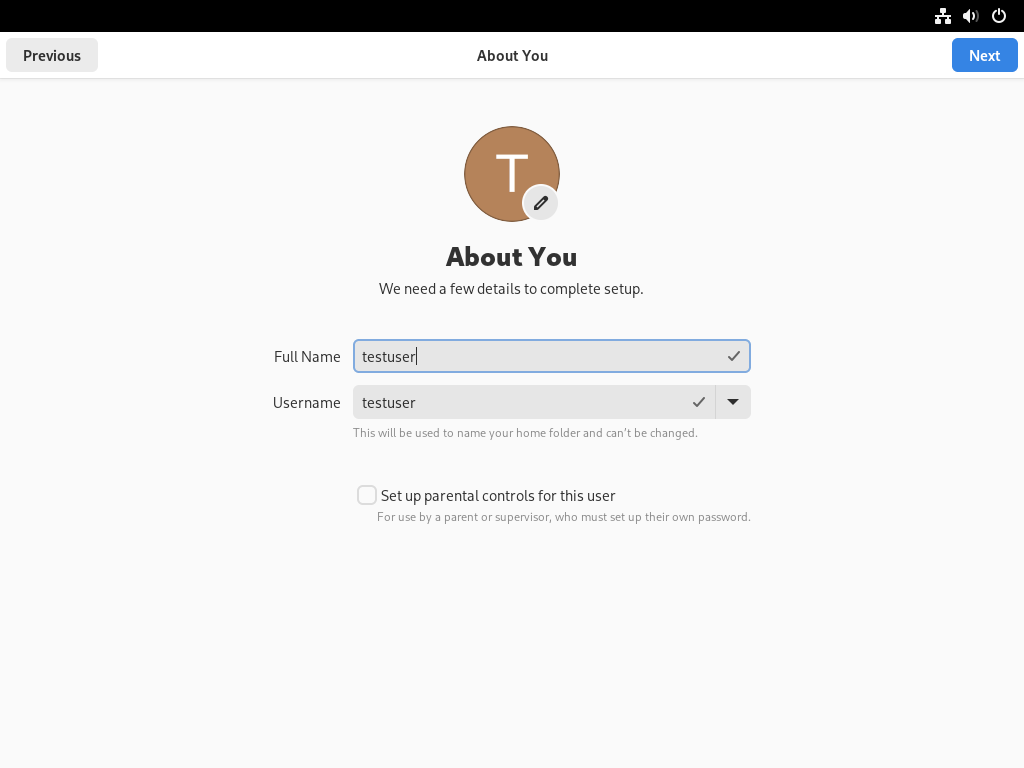 Previous
About You
Next
T
About You
We need a few details to complete setup.
Full Name testuser
Username testuser
This will be used to name your home folder and can't be changed.
Set up parental controls for this user
For use by a parent or supervisor, who must set up their own password.